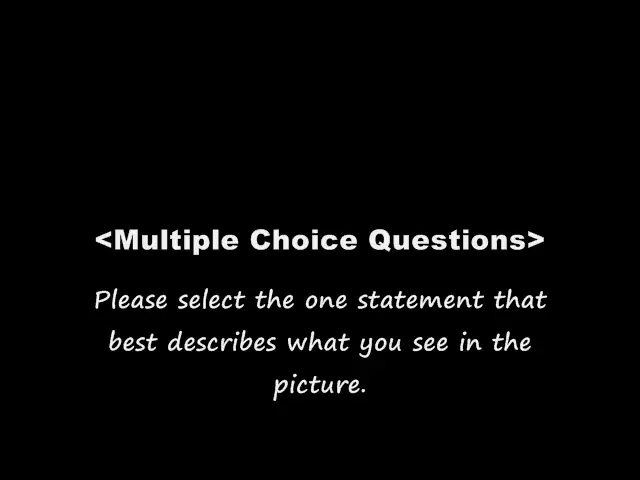 <Multiple Choice Questions>
Please select the one statement that
best describes what you see in the
picture.